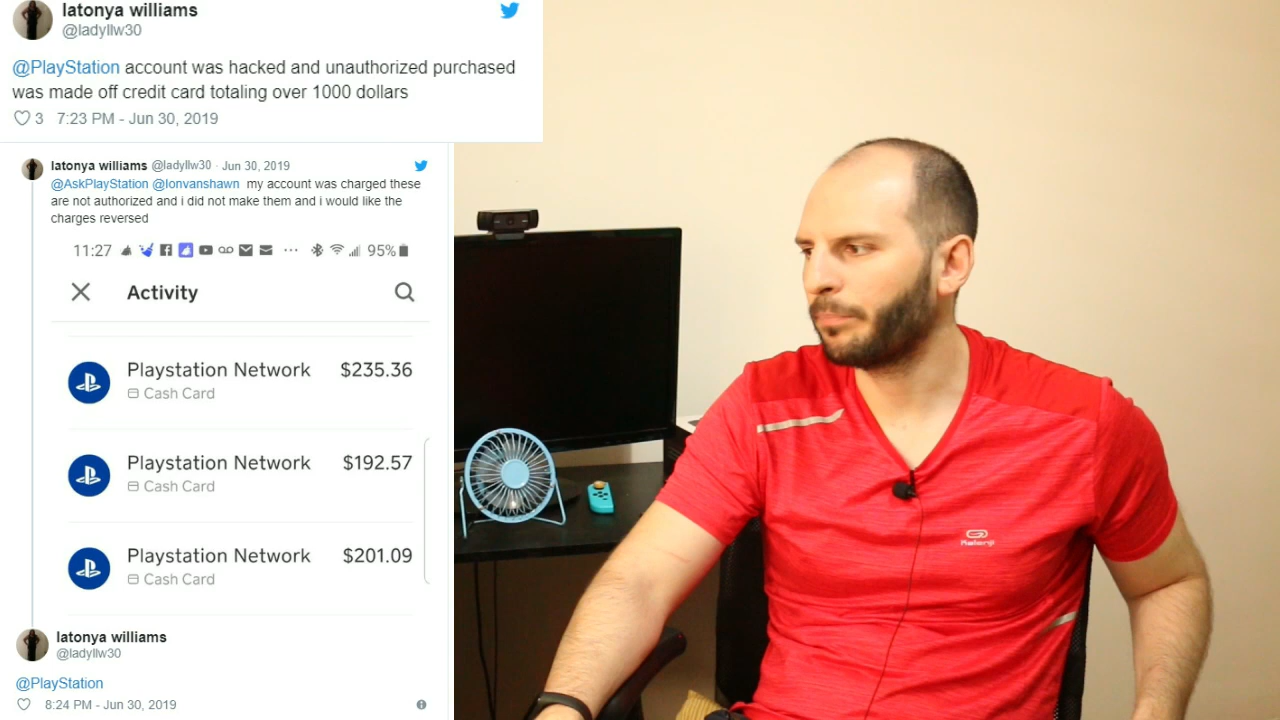 latonya williams
@ladyllw30
@PlayStation account was hacked and unauthorized purchased
was made off credit card totaling over 1000 dollars
3 7:23 PM - Jun 30, 2019
latonya williams @ladyllw30 · Jun 30, 2019
@AskPlayStation @lonvanshawn my account was charged these
are not authorized and i did not make them and i would like the
charges reversed
11:27 95%
Activity
Playstation Network $235.36
Cash Card
Playstation Network $192.57
Cash Card
Playstation Network $201.09
Cash Card
latonya williams
@ladyllw30
@PlayStation
8:24 PM - Jun 30, 2019
Kalenji